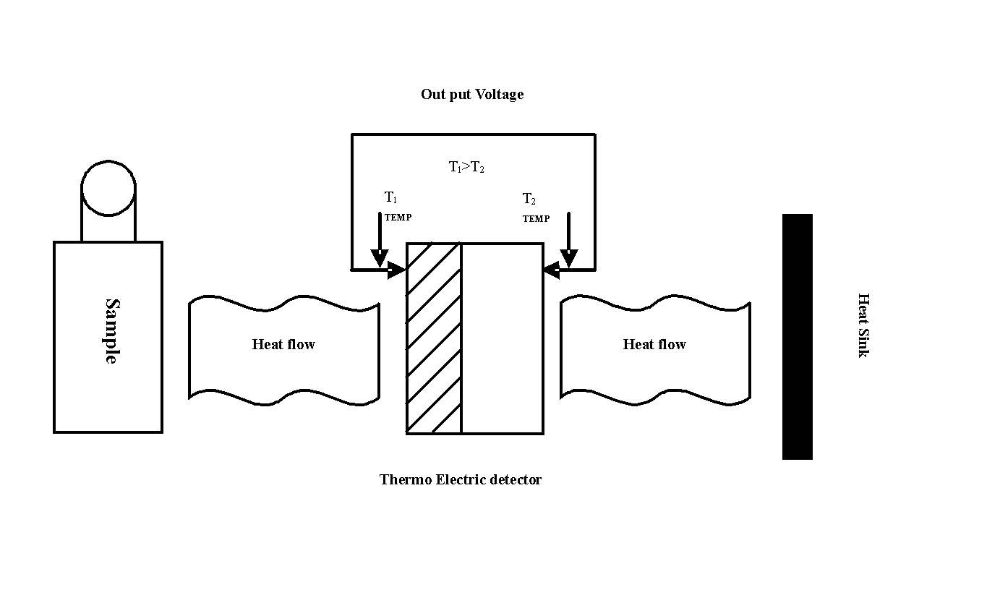 Out put Voltage
T₁>T₂
T₁
TEMP
T₂
TEMP
Sample
Heat flow
Heat flow
Heat Sink
Thermo Electric detector